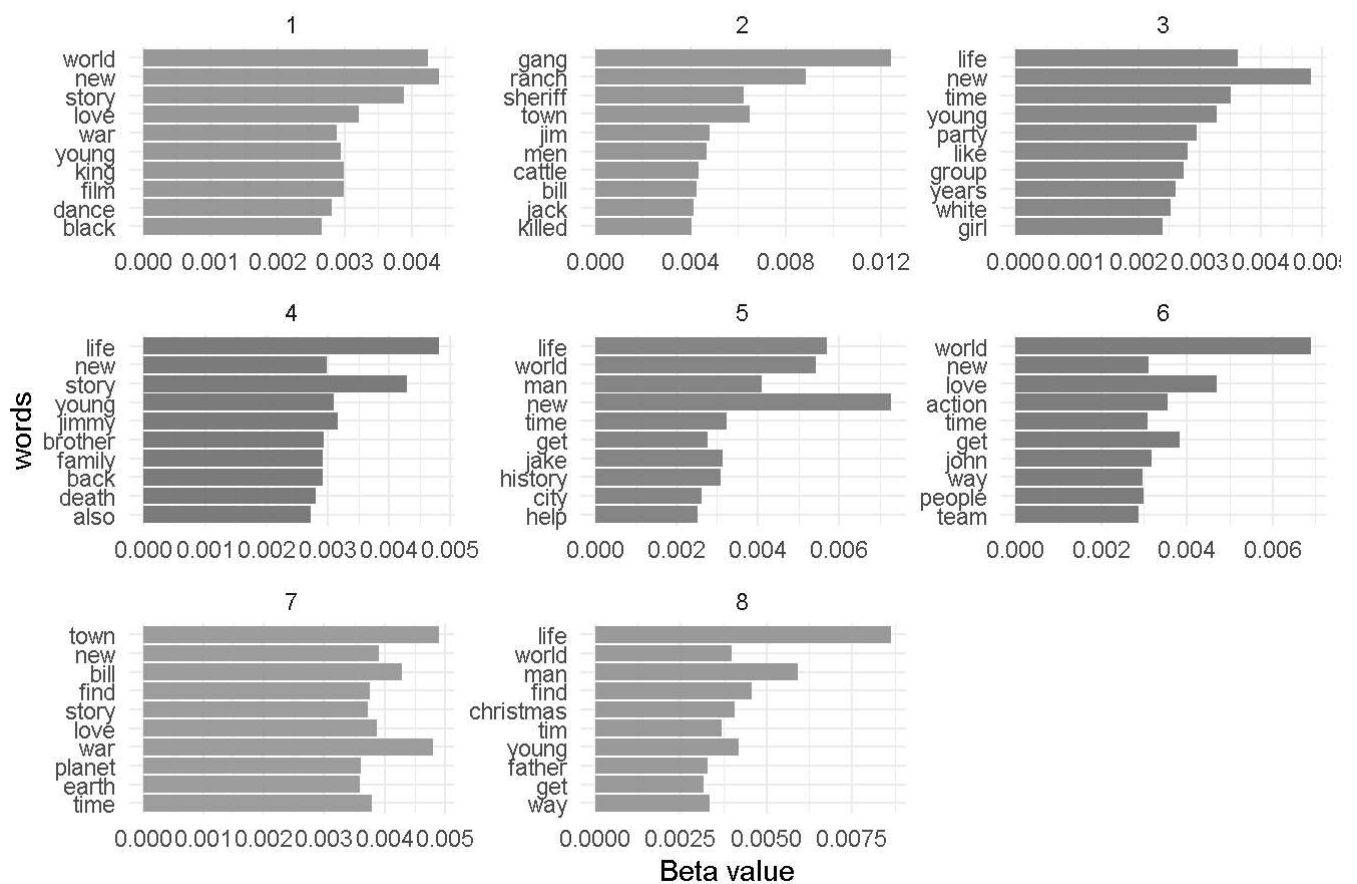 1
world
new
story
love
war
young
king
film
dance
black
0.000 0.001 0.002 0.003 0.004
2
gang
ranch
sheriff
town
jim
men
cattle
bill
jack
killed
0.000 0.004 0.008 0.012
3
life
new
time
young
party
like
group
years
white
girl
0.000 0.001 0.002 0.003 0.004 0.00
words
4
life
new
story
young
jimmy
brother
family
back
death
also
0.000 0.001 0.002 0.003 0.004 0.005
5
life
world
man
new
time
get
jake
history
city
help
0.000 0.002 0.004 0.006
6
world
new
love
action
time
get
john
way
people
team
0.000 0.002 0.004 0.006
7
town
new
bill
find
story
love
war
planet
earth
time
0.000 0.001 0.002 0.003 0.004 0.005
8
life
world
man
find
christmas
tim
young
father
get
way
0.0000 0.0025 0.0050 0.0075
Beta value